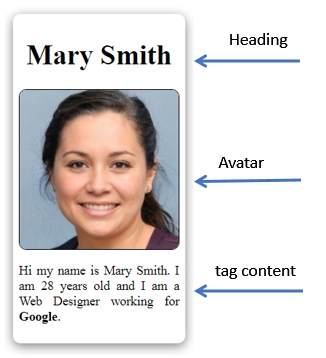 Mary Smith
Heading
Avatar
Hi my name is Mary Smith. I
am 28 years old and I am a
Web Designer working for
Google.
tag content